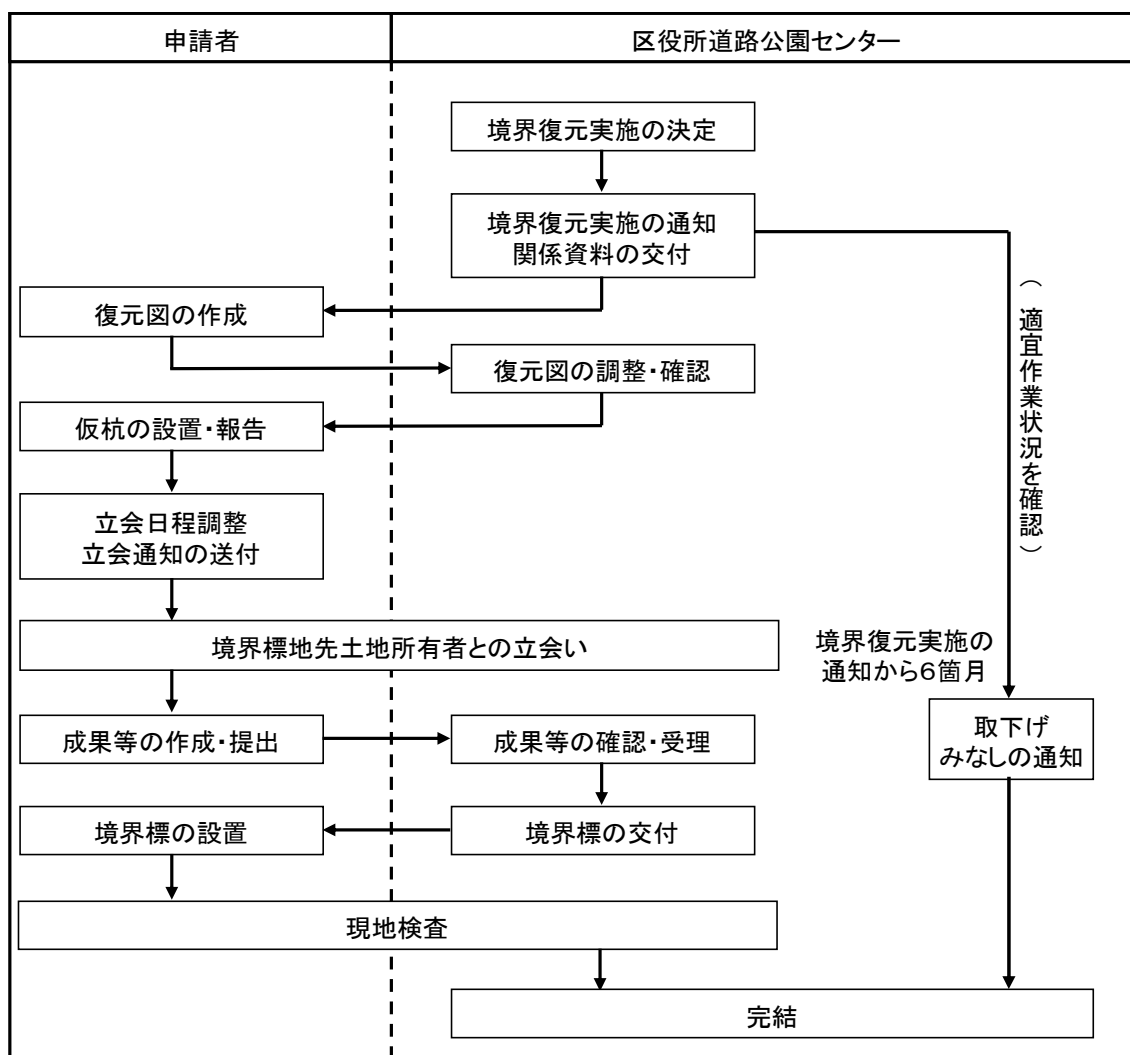 申請者
区役所道路公園センター
境界復元実施の決定
境界復元実施の通知
関係資料の交付
復元図の作成
復元図の調整・確認
仮杭の設置・報告
立会日程調整
立会通知の送付
境界標地先土地所有者との立会い
成果等の作成・提出
成果等の確認・受理
境界標の交付
境界標の設置
現地検査
（適宜作業状況を確認）
境界復元実施の
通知から６箇月
取下げ
みなしの通知
完結